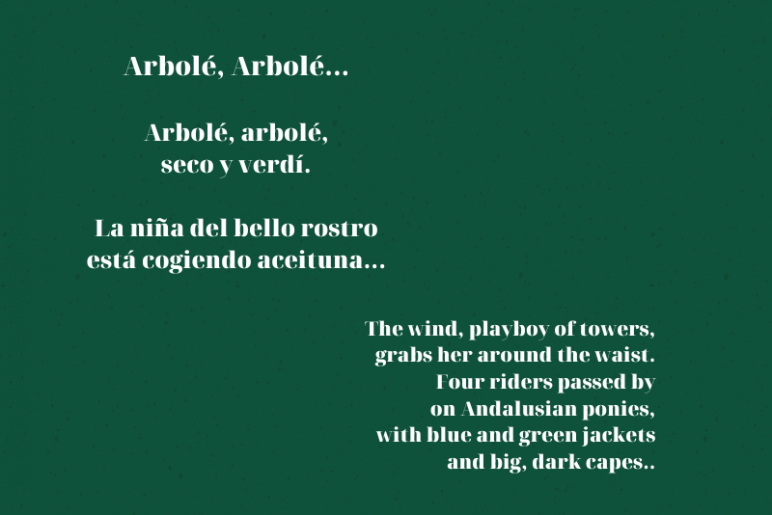 Arbolé, Arbolé...
Arbolé, arbolé,
seco y verdí.
La niña del bello rostro
está cogiendo aceituna...
The wind, playboy of towers,
grabs her around the waist.
Four riders passed by
on Andalusian ponies,
with blue and green jackets
and big, dark capes..